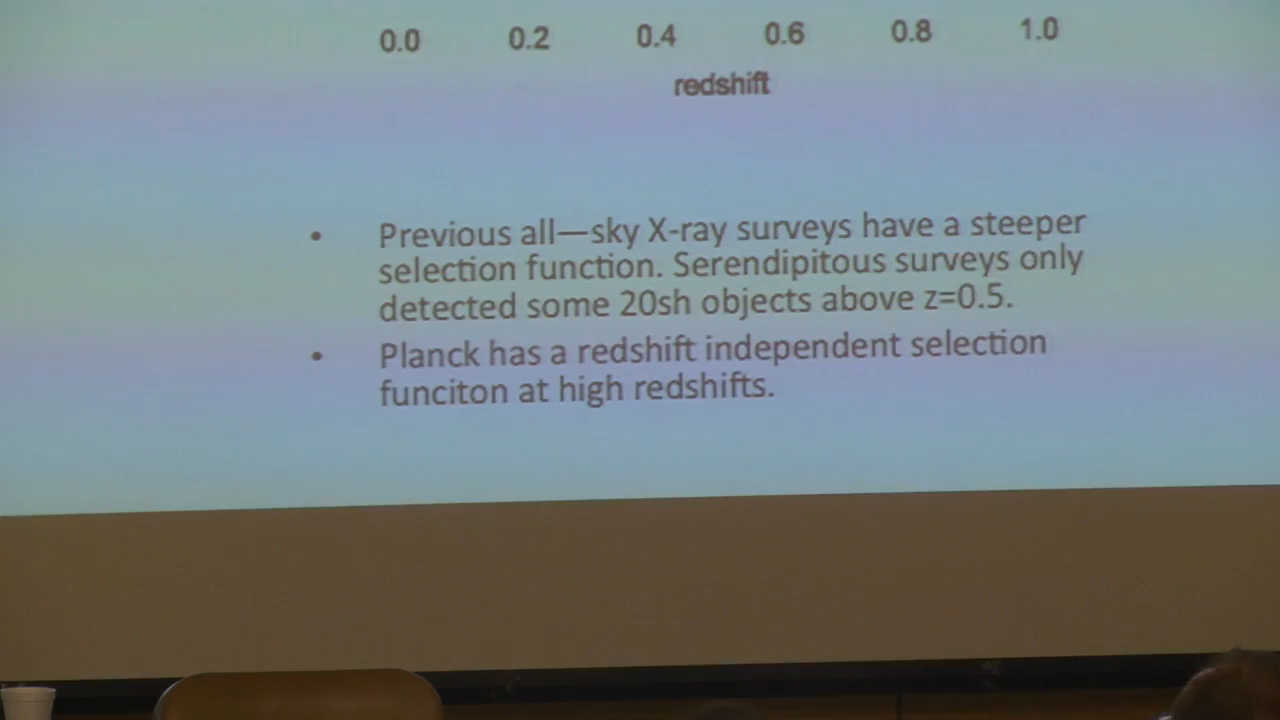 0.0 0.2 0.4 0.6 0.8 1.0
redshift
• Previous all—sky X-ray surveys have a steeper
selection function. Serendipitous surveys only
detected some 20sh objects above z=0.5.
• Planck has a redshift independent selection
funciton at high redshifts.